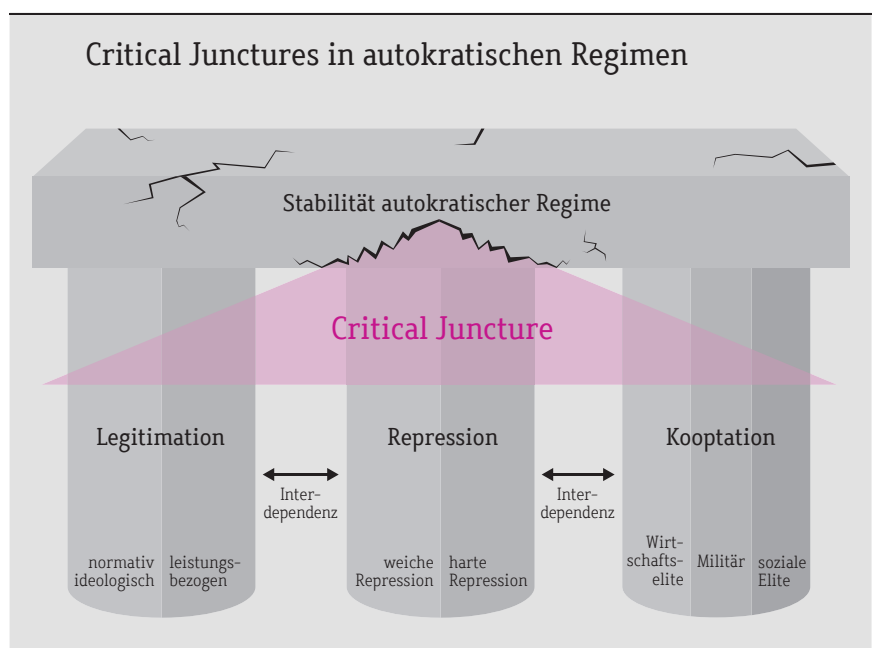 Critical Junctures in autokratischen Regimen
Stabilität autokratischer Regime
Critical Juncture
Legitimation
Repression
Kooptation
Inter-
dependenz
Inter-
dependenz
normativ
ideologisch
leistungs-
bezogen
weiche
Repression
harte
Repression
Wirt-
schafts-
elite
Militär
soziale
Elite